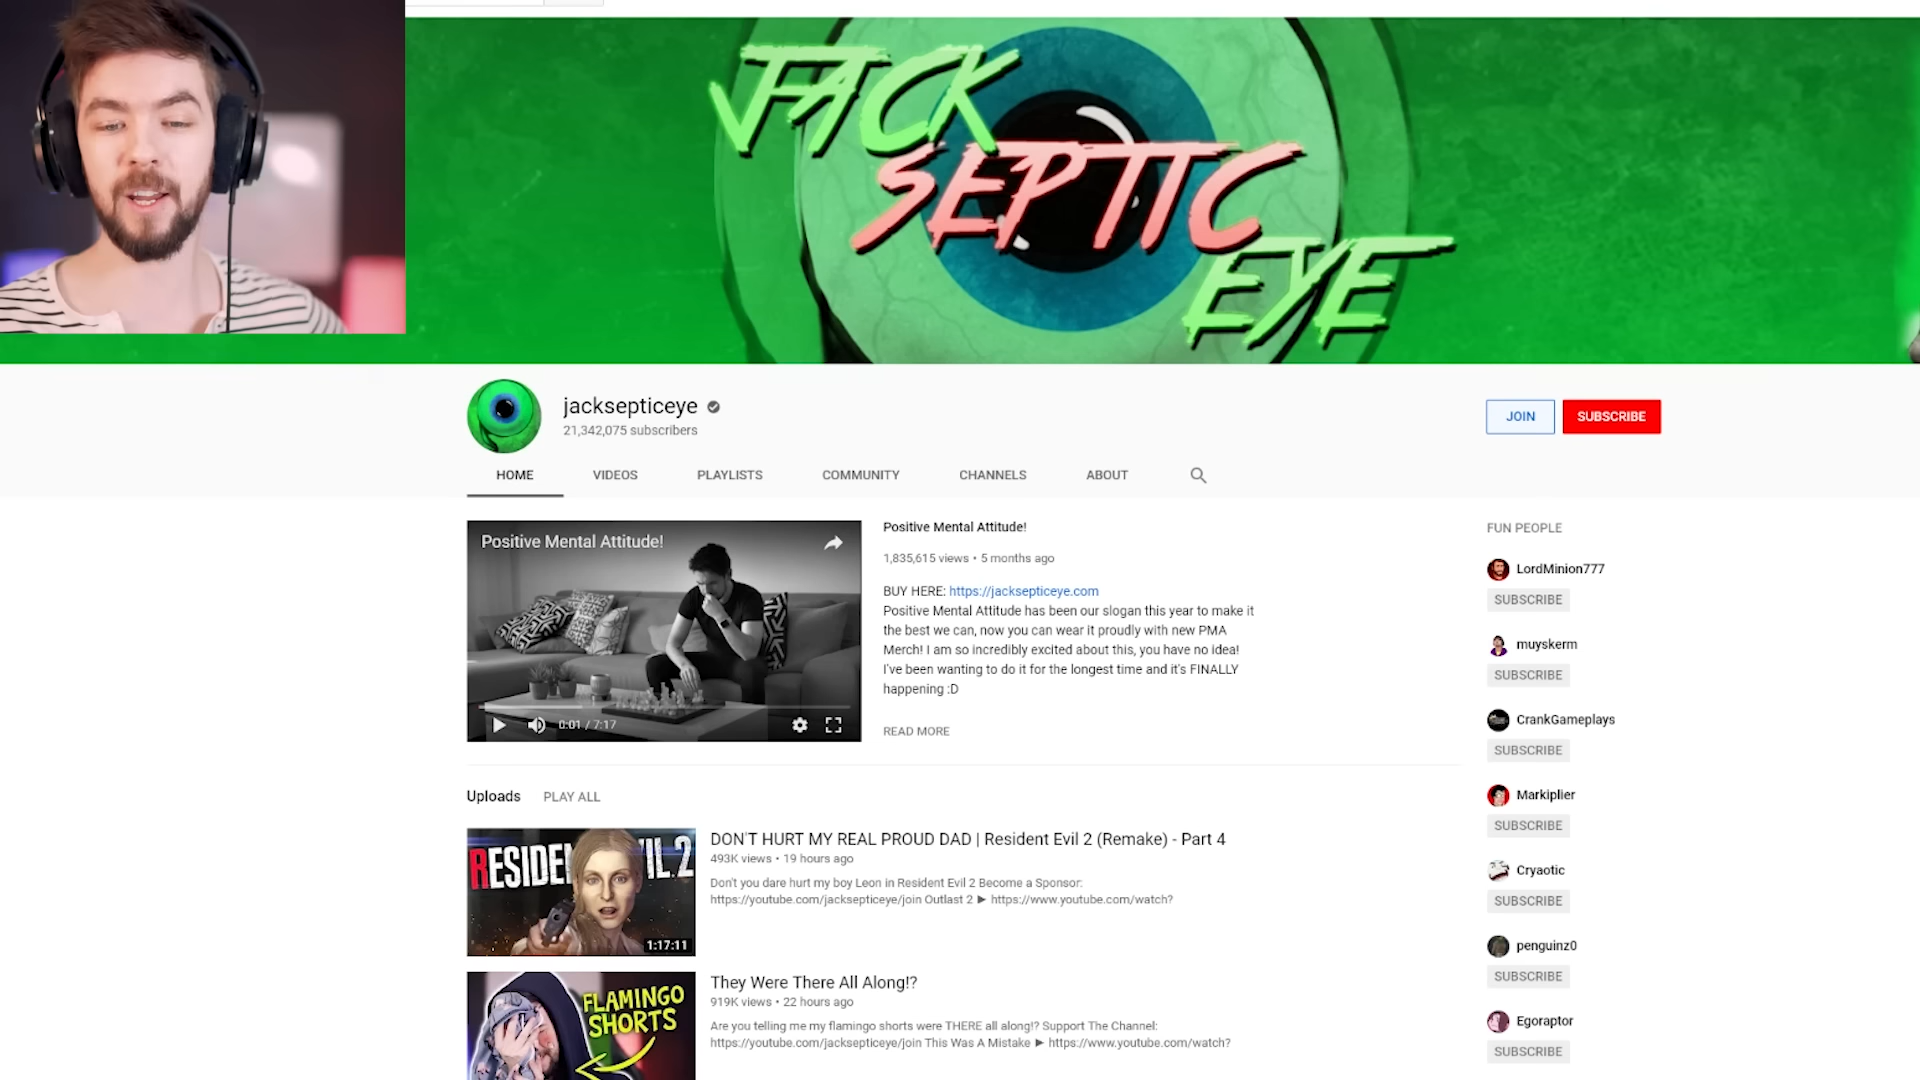 JACK
SEPTIC
EYE
jacksepticeye
21,342,075 subscribers
JOIN
SUBSCRIBE
HOME
VIDEOS
PLAYLISTS
COMMUNITY
CHANNELS
ABOUT
Positive Mental Attitude!
0:01 / 7:17
Positive Mental Attitude!
1,835,615 views • 5 months ago
BUY HERE: https://jacksepticeye.com
Positive Mental Attitude has been our slogan this year to make it
the best we can, now you can wear it proudly with new PMA
Merch! I am so incredibly excited about this, you have no idea!
I've been wanting to do it for the longest time and it's FINALLY
happening :D
READ MORE
Uploads
PLAY ALL
RESIDE
IL 2
1:17:11
DON'T HURT MY REAL PROUD DAD | Resident Evil 2 (Remake) - Part 4
493K views • 19 hours ago
Don't you dare hurt my boy Leon in Resident Evil 2 Become a Sponsor:
https://youtube.com/jacksepticeye/join Outlast 2 ► https://www.youtube.com/watch?
FLAMINGO
SHORTS
They Were There All Along!?
919K views • 22 hours ago
Are you telling me my flamingo shorts were THERE all along!? Support The Channel:
https://youtube.com/jacksepticeye/join This Was A Mistake ► https://www.youtube.com/watch?
FUN PEOPLE
LordMinion777
SUBSCRIBE
muyskerm
SUBSCRIBE
CrankGameplays
SUBSCRIBE
Markiplier
SUBSCRIBE
Cryaotic
SUBSCRIBE
penguinz0
SUBSCRIBE
Egoraptor
SUBSCRIBE